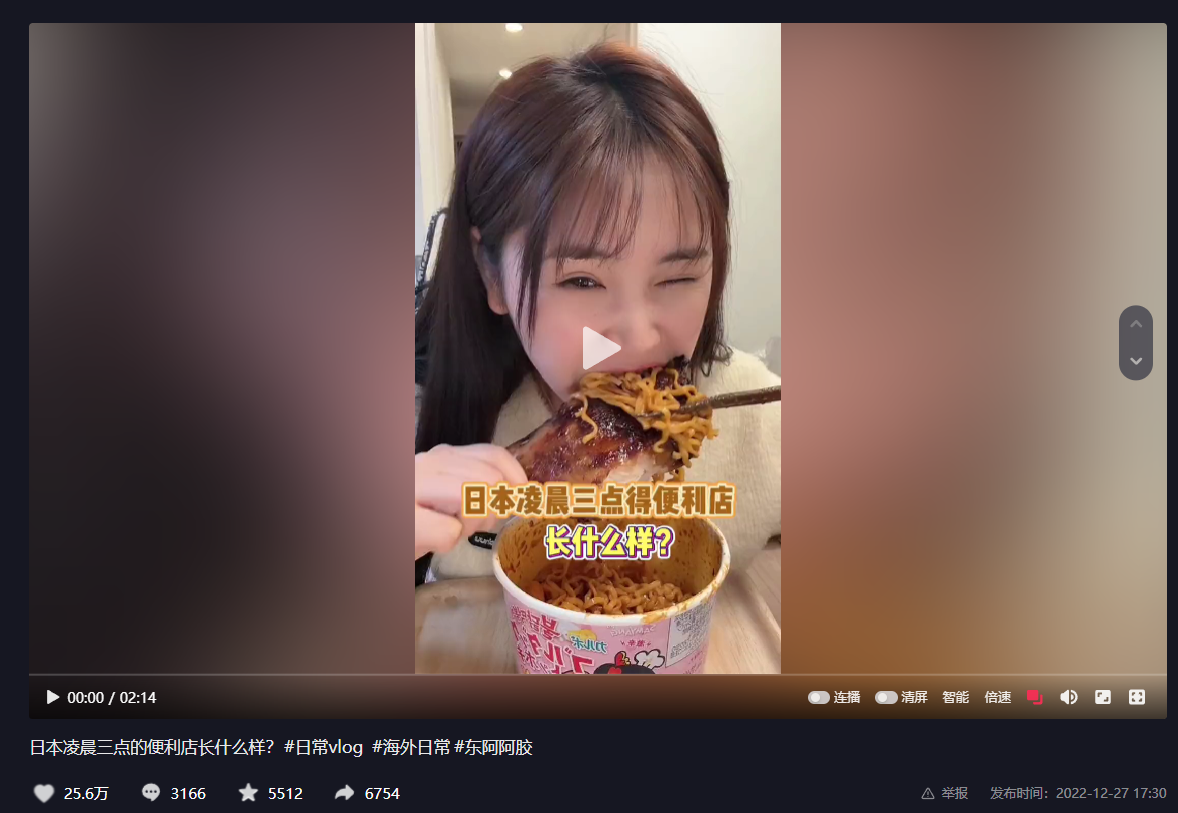 日本凌晨三点得便利店
长什么样?
00:00 / 02:14
连播 清屏 智能 倍速
日本凌晨三点的便利店长什么样? #日常vlog #海外日常 #东阿阿胶
25.6万 3166 5512 6754
举报 发布时间: 2022-12-27 17:30